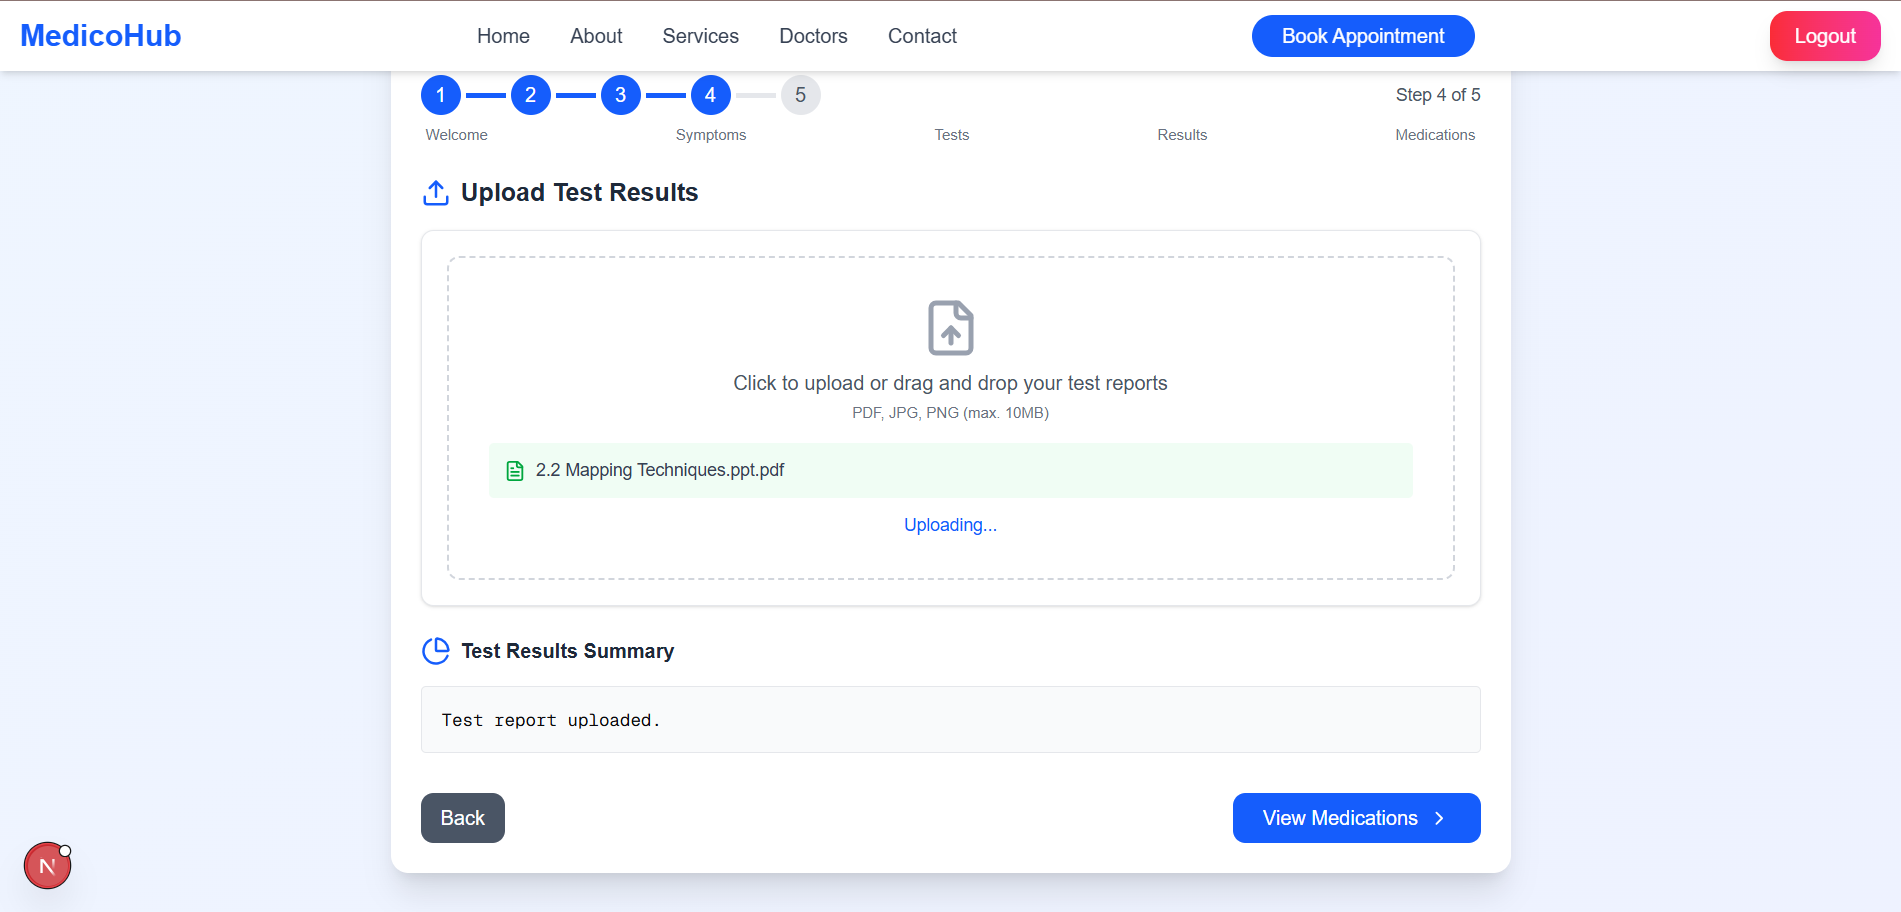 MedicoHub Home About Services Doctors Contact Book Appointment Logout
1 2 3 4 5 Step 4 of 5
Welcome Symptoms Tests Results Medications
Upload Test Results
Click to upload or drag and drop your test reports
PDF, JPG, PNG (max. 10MB)
2.2 Mapping Techniques.ppt.pdf
Uploading...
Test Results Summary
Test report uploaded.
Back View Medications
N